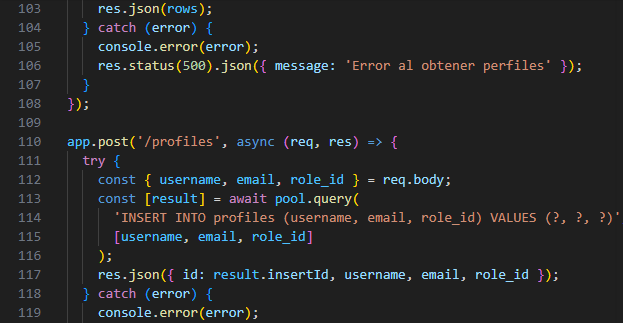 103 res.json(rows);
104 } catch (error) {
105 console.error(error);
106 res.status(500).json({ message: 'Error al obtener perfiles' });
107 }
108 });
109
110 app.post('/profiles', async (req, res) => {
111 try {
112 const { username, email, role_id } = req.body;
113 const [result] = await pool.query(
114 'INSERT INTO profiles (username, email, role_id) VALUES (?, ?, ?)'
115 [username, email, role_id]
116 );
117 res.json({ id: result.insertId, username, email, role_id });
118 } catch (error) {
119 console.error(error);